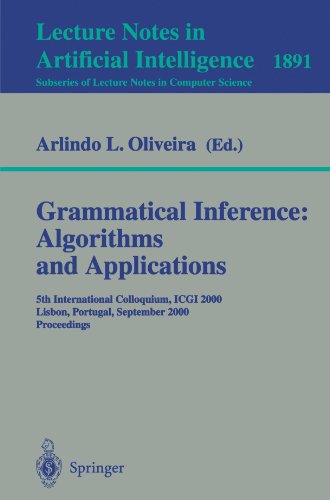 Lecture Notes in
Artificial Intelligence 1891
Subseries of Lecture Notes in Computer Science
Arlindo L. Oliveira (Ed.)
Grammatical Inference:
Algorithms
and Applications
5th International Colloquium, ICGI 2000
Lisbon, Portugal, September 2000
Proceedings
Springer